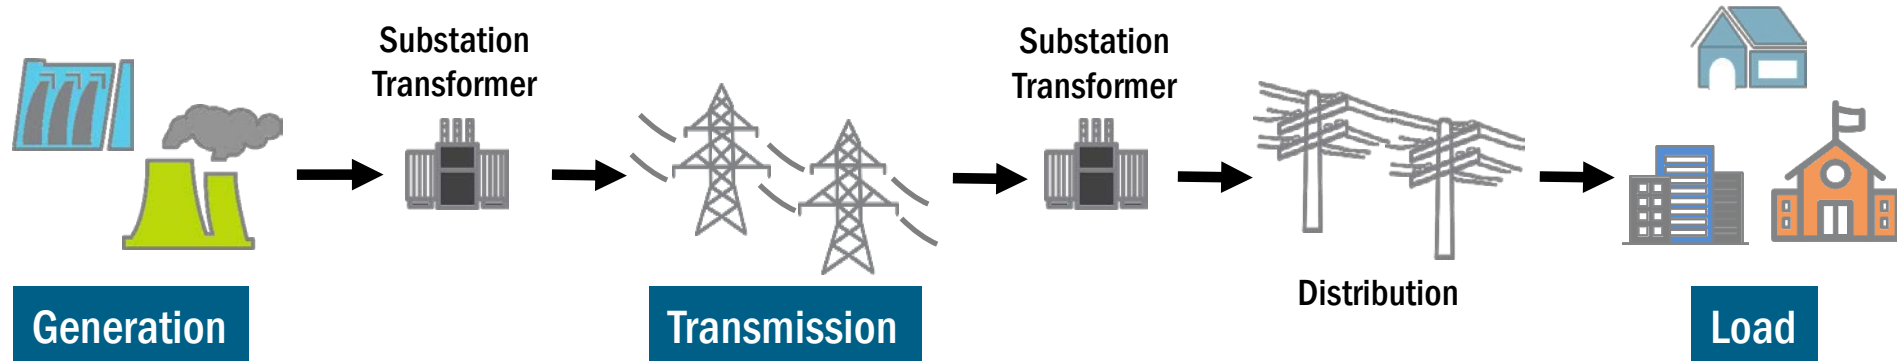 Substation
Transformer
Substation
Transformer
Distribution
Generation
Transmission
Load